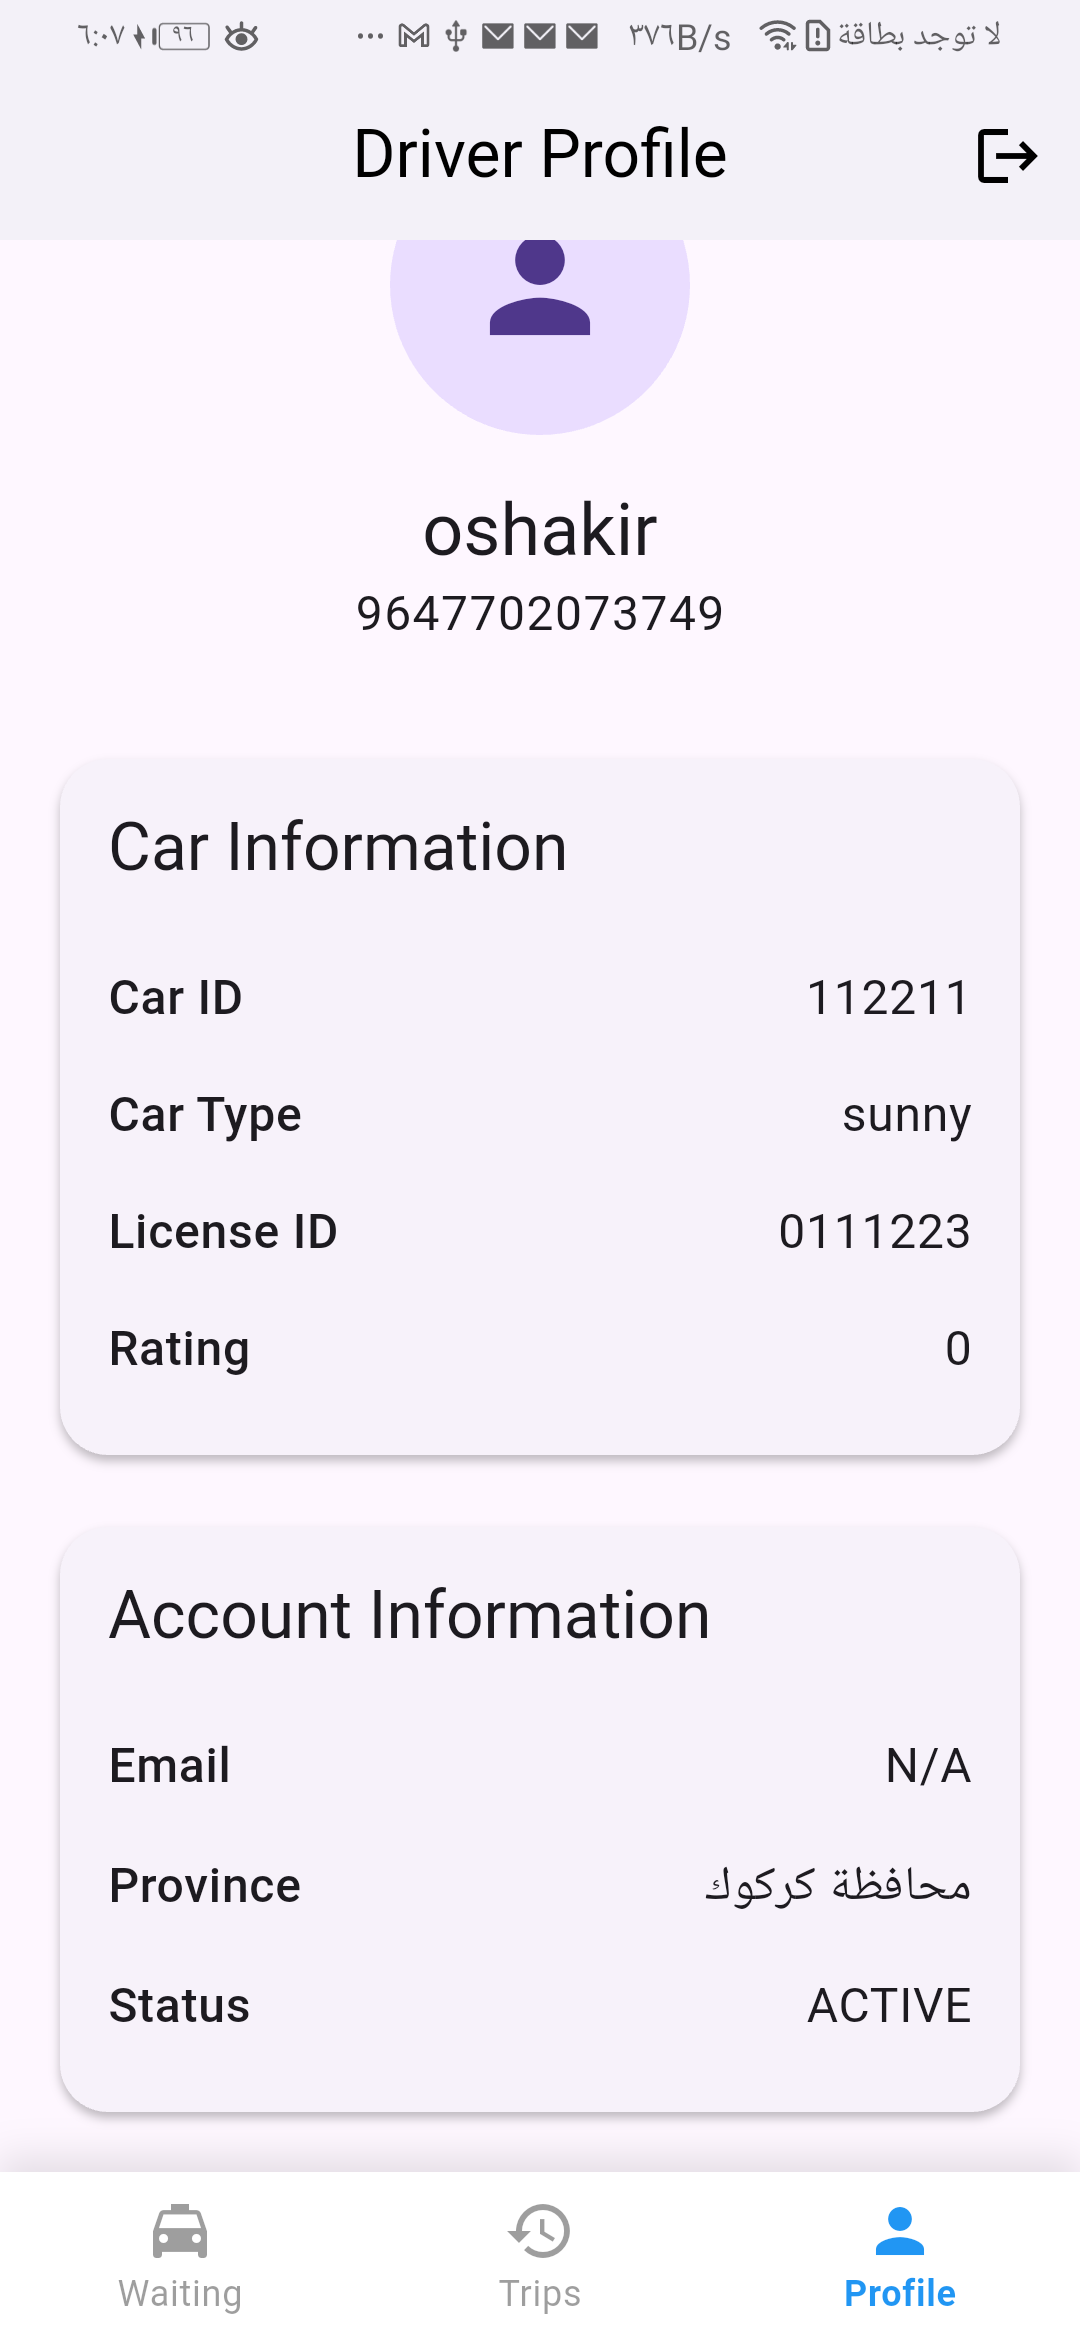 ٦:٠٧ ٩٦ ٣٧٦B/s لا توجد بطاقة
Driver Profile
oshakir
9647702073749
Car Information
Car ID 112211
Car Type sunny
License ID 0111223
Rating 0
Account Information
Email N/A
Province محافظة كركوك
Status ACTIVE
Waiting Trips Profile